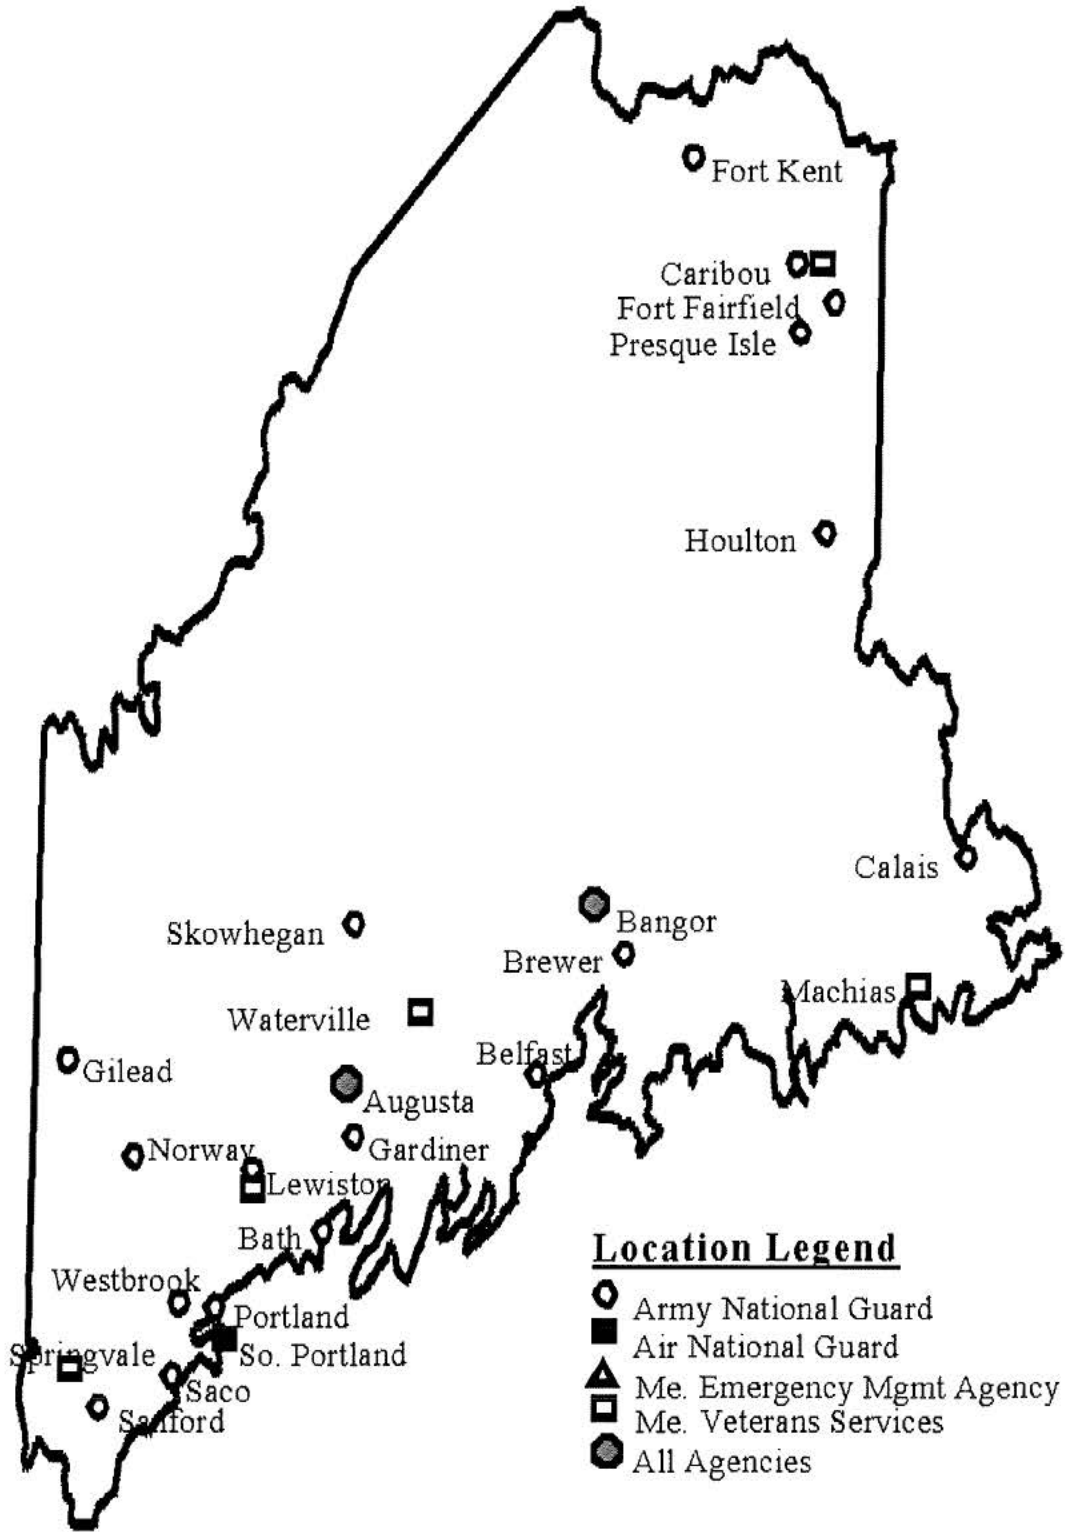 Fort Kent
Caribou
Fort Fairfield
Presque Isle
Houlton
Calais
Skowhegan
Bangor
Brewer
Machias
Waterville
Belfast
Gilead
Augusta
Norway
Gardiner
Lewiston
Bath
Westbrook
Portland
Springvale
So. Portland
Saco
Sanford
Location Legend
Army National Guard
Air National Guard
Me. Emergency Mgmt Agency
Me. Veterans Services
All Agencies